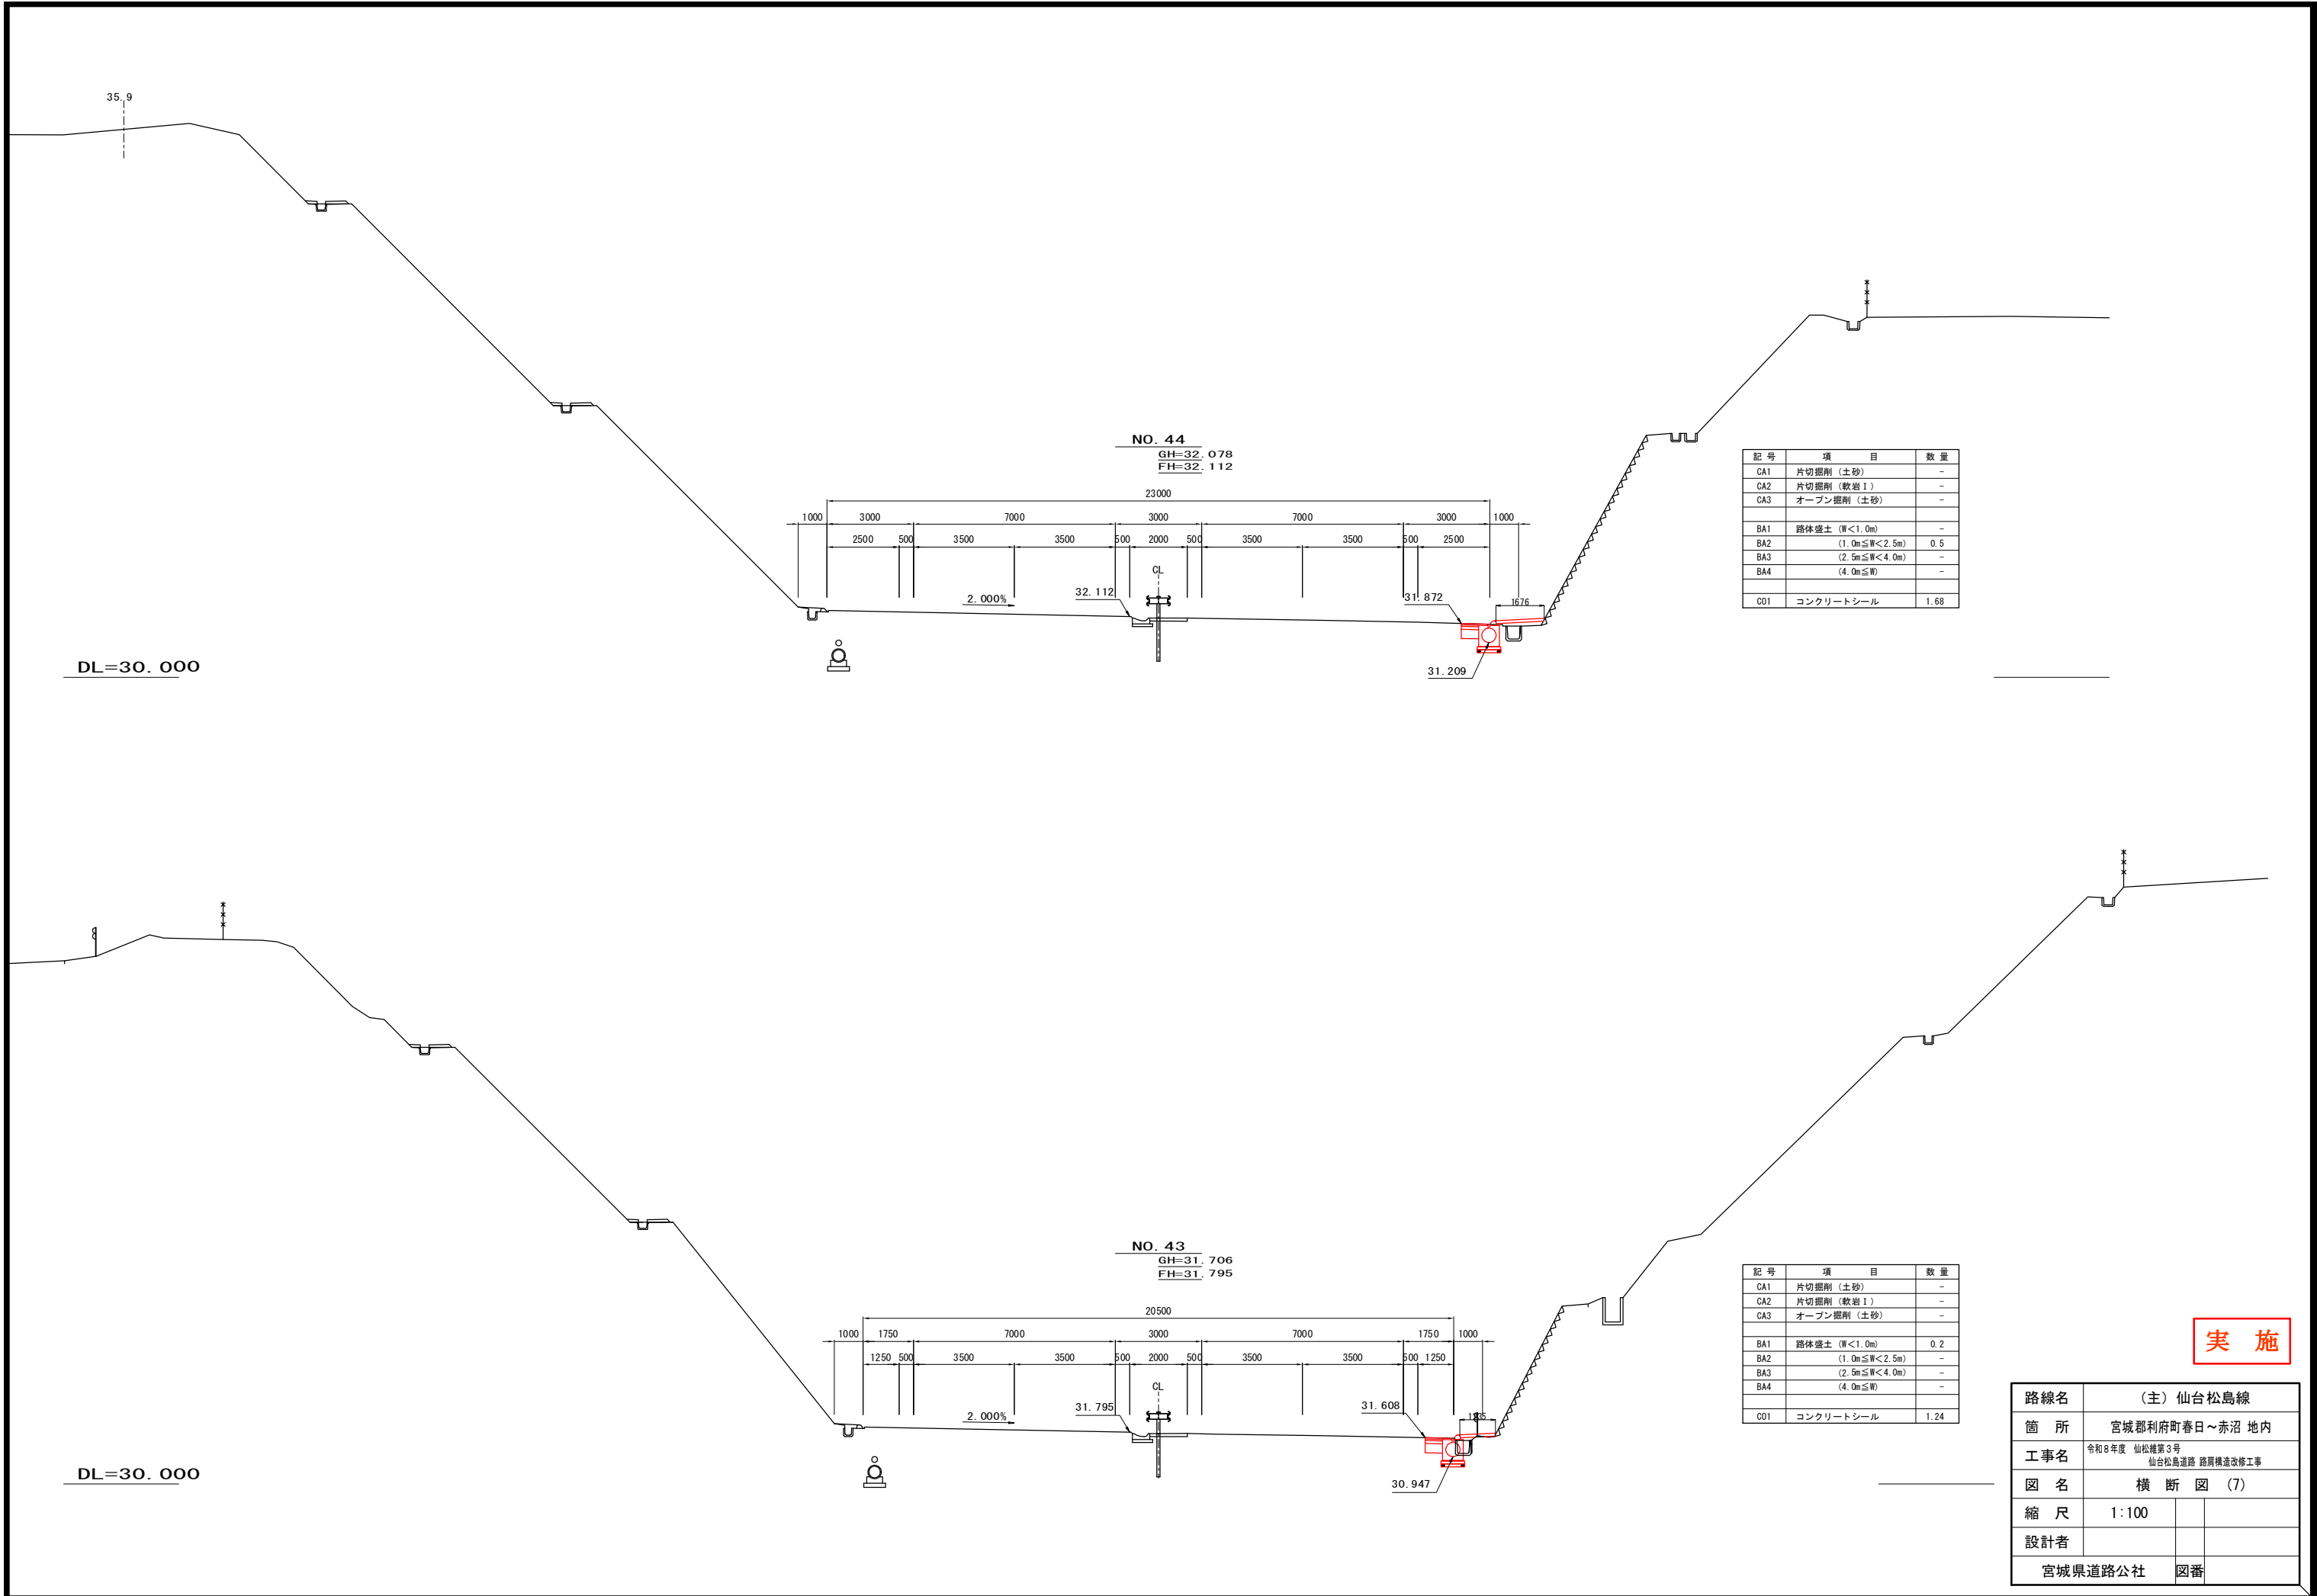 35.9
NO. 44
GH=32.078
FH=32.112
23000
1000 3000 7000 3000 7000 3000 1000
2500 500 3500 3500 500 2000 500 3500 3500 500 2500
CL
2.000%
32.112
31.872
1676
31.209
DL=30.000
記号 項目 数量
CA1 片切掘削（土砂） -
CA2 片切掘削（軟岩Ⅰ） -
CA3 オープン掘削（土砂） -
BA1 路体盛土（W＜1.0m） -
BA2 （1.0m≦W＜2.5m） 0.5
BA3 （2.5m≦W＜4.0m） -
BA4 （4.0m≦W） -
CO1 コンクリートシール 1.68
NO. 43
GH=31.706
FH=31.795
20500
1000 1750 7000 3000 7000 1750 1000
1250 500 3500 3500 500 2000 500 3500 3500 500 1250
CL
2.000%
31.795
31.608
30.947
DL=30.000
記号 項目 数量
CA1 片切掘削（土砂） -
CA2 片切掘削（軟岩Ⅰ） -
CA3 オープン掘削（土砂） -
BA1 路体盛土（W＜1.0m） 0.2
BA2 （1.0m≦W＜2.5m） -
BA3 （2.5m≦W＜4.0m） -
BA4 （4.0m≦W） -
CO1 コンクリートシール 1.24
実 施
路線名 （主）仙台松島線
箇所 宮城郡利府町春日～赤沼 地内
工事名 令和8年度 仙松維第3号
仙台松島道路 路肩構造改修工事
図名 横断図（7）
縮尺 1:100
設計者
宮城県道路公社 図番